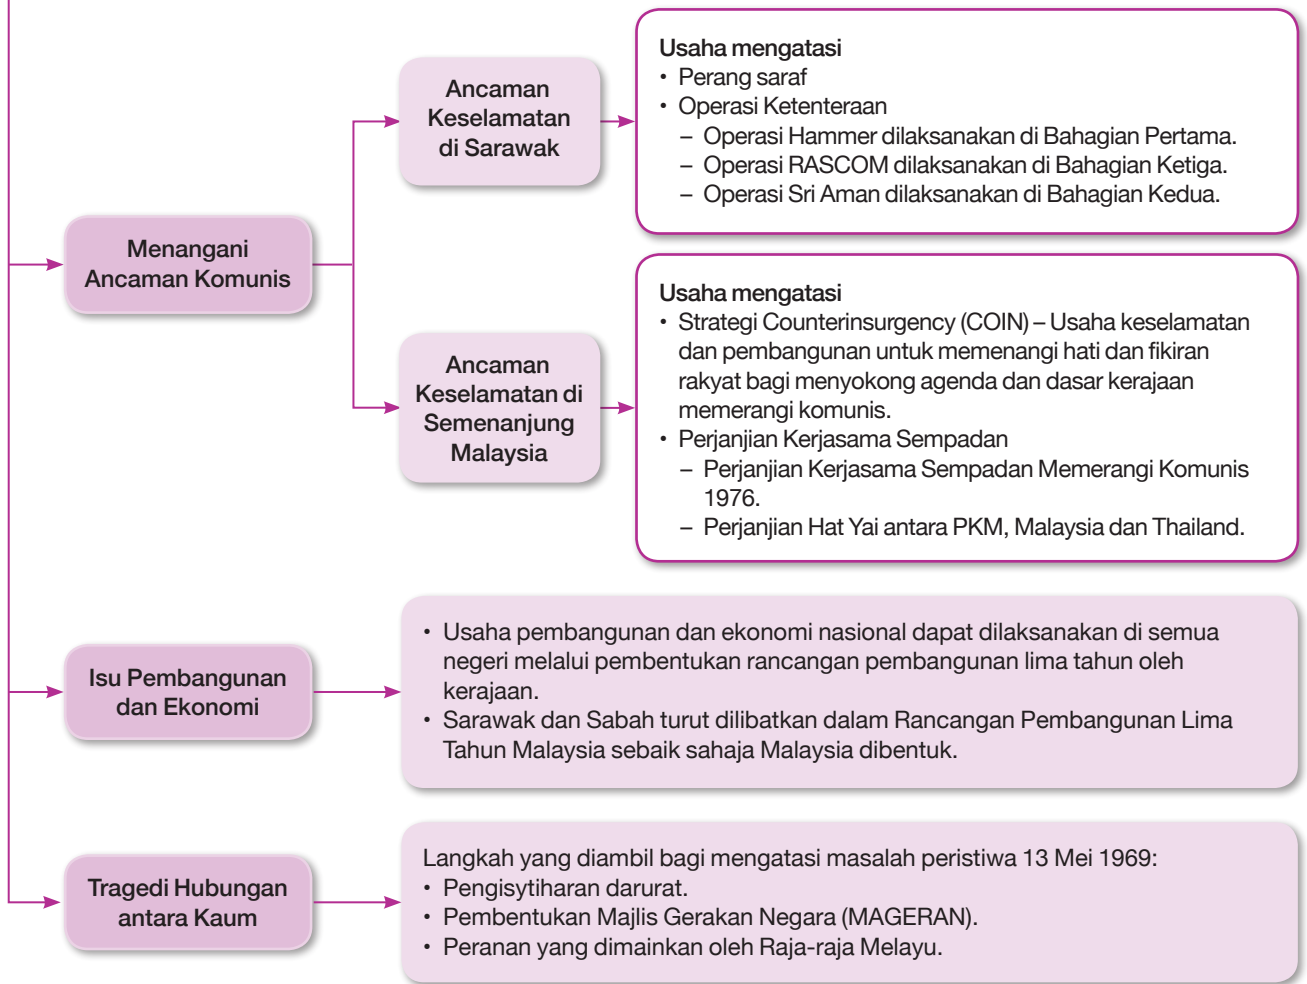 Menangani
Ancaman Komunis
Ancaman
Keselamatan
di Sarawak
Usaha mengatasi
• Perang saraf
• Operasi Ketenteraan
– Operasi Hammer dilaksanakan di Bahagian Pertama.
– Operasi RASCOM dilaksanakan di Bahagian Ketiga.
– Operasi Sri Aman dilaksanakan di Bahagian Kedua.
Ancaman
Keselamatan di
Semenanjung
Malaysia
Usaha mengatasi
• Strategi Counterinsurgency (COIN) – Usaha keselamatan
dan pembangunan untuk memenangi hati dan fikiran
rakyat bagi menyokong agenda dan dasar kerajaan
memerangi komunis.
• Perjanjian Kerjasama Sempadan
– Perjanjian Kerjasama Sempadan Memerangi Komunis
1976.
– Perjanjian Hat Yai antara PKM, Malaysia dan Thailand.
Isu Pembangunan
dan Ekonomi
• Usaha pembangunan dan ekonomi nasional dapat dilaksanakan di semua
negeri melalui pembentukan rancangan pembangunan lima tahun oleh
kerajaan.
• Sarawak dan Sabah turut dilibatkan dalam Rancangan Pembangunan Lima
Tahun Malaysia sebaik sahaja Malaysia dibentuk.
Tragedi Hubungan
antara Kaum
Langkah yang diambil bagi mengatasi masalah peristiwa 13 Mei 1969:
• Pengisytiharan darurat.
• Pembentukan Majlis Gerakan Negara (MAGERAN).
• Peranan yang dimainkan oleh Raja-raja Melayu.